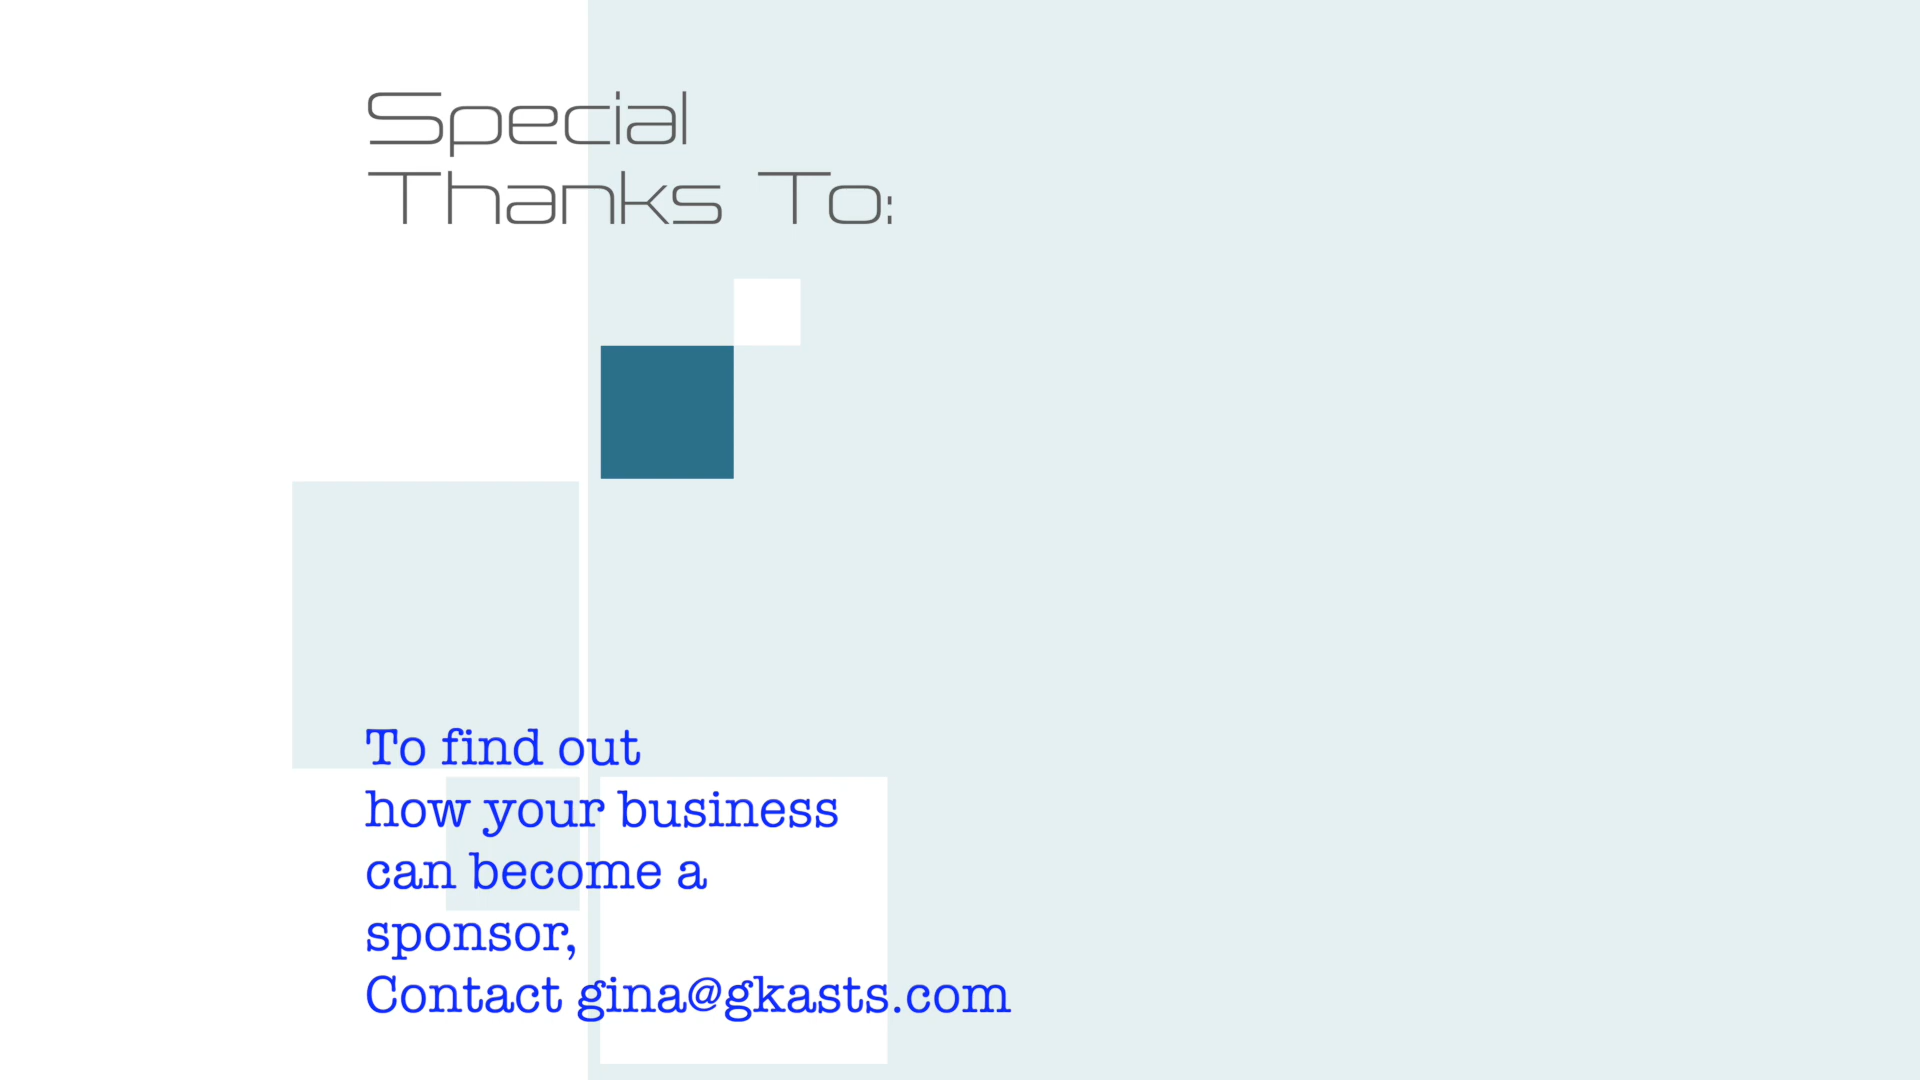 Special
Thanks To:
To find out
how your business
can become a
sponsor,
Contact gina@gkasts.com